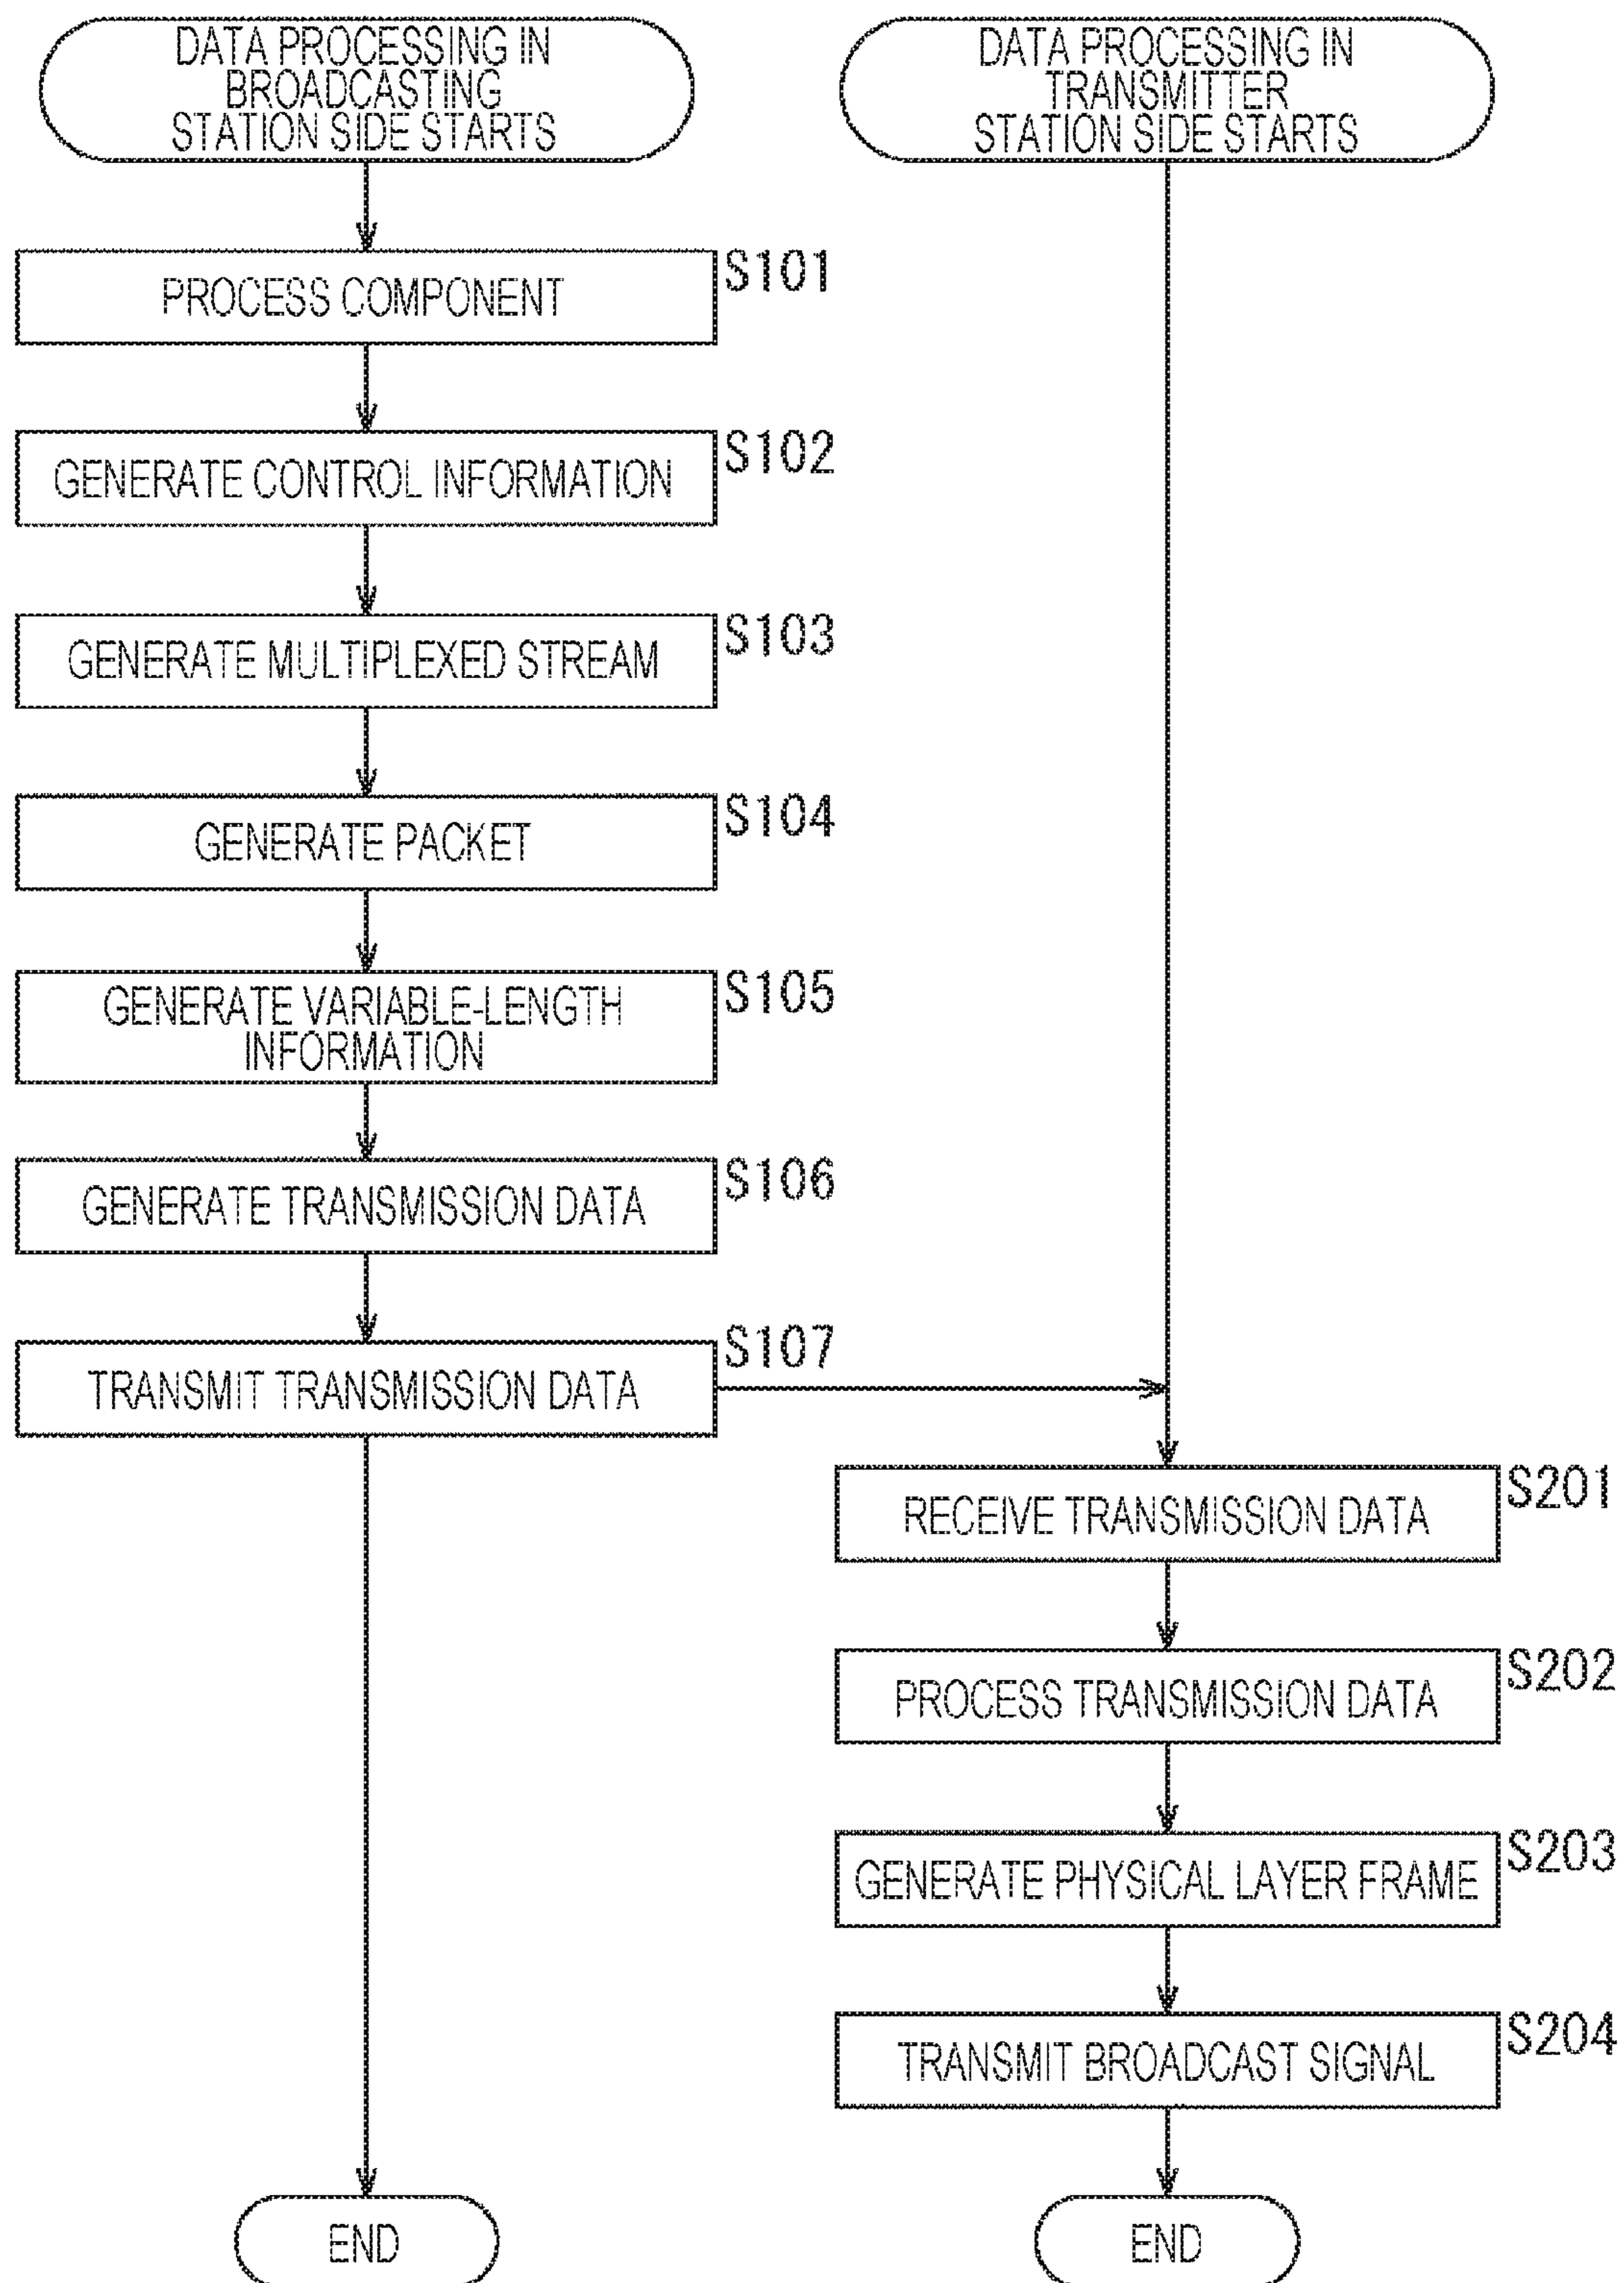 DATA PROCESSING IN
BROADCASTING
STATION SIDE STARTS
PROCESS COMPONENT
S101
GENERATE CONTROL INFORMATION
S102
GENERATE MULTIPLEXED STREAM
S103
GENERATE PACKET
S104
GENERATE VARIABLE-LENGTH
INFORMATION
S105
GENERATE TRANSMISSION DATA
S106
TRANSMIT TRANSMISSION DATA
S107
END
DATA PROCESSING IN
TRANSMITTER
STATION SIDE STARTS
RECEIVE TRANSMISSION DATA
S201
PROCESS TRANSMISSION DATA
S202
GENERATE PHYSICAL LAYER FRAME
S203
TRANSMIT BROADCAST SIGNAL
S204
END